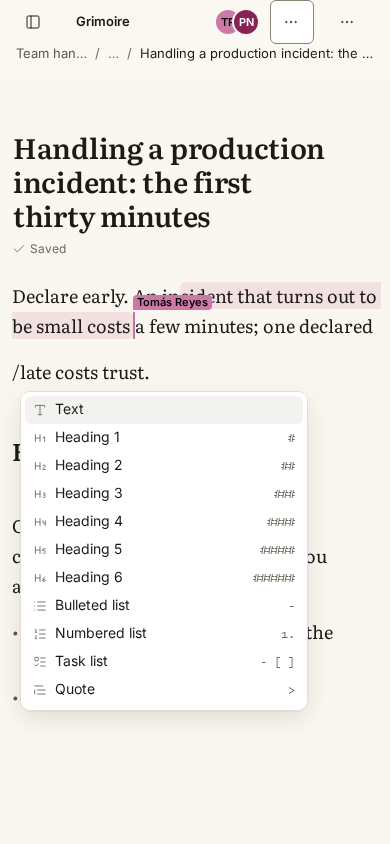 Grimoire
PN
Team han... / ... / Handling a production incident: the ...
Handling a production
incident: the first
thirty minutes
Saved
Declare early. An incident that turns out to
Tomás Reyes
be small costs a few minutes; one declared
/late costs trust.
Text
Heading 1 #
Heading 2 ##
Heading 3 ###
Heading 4 ####
Heading 5 #####
Heading 6 ######
Bulleted list -
Numbered list 1.
the
Task list - [ ]
Quote >